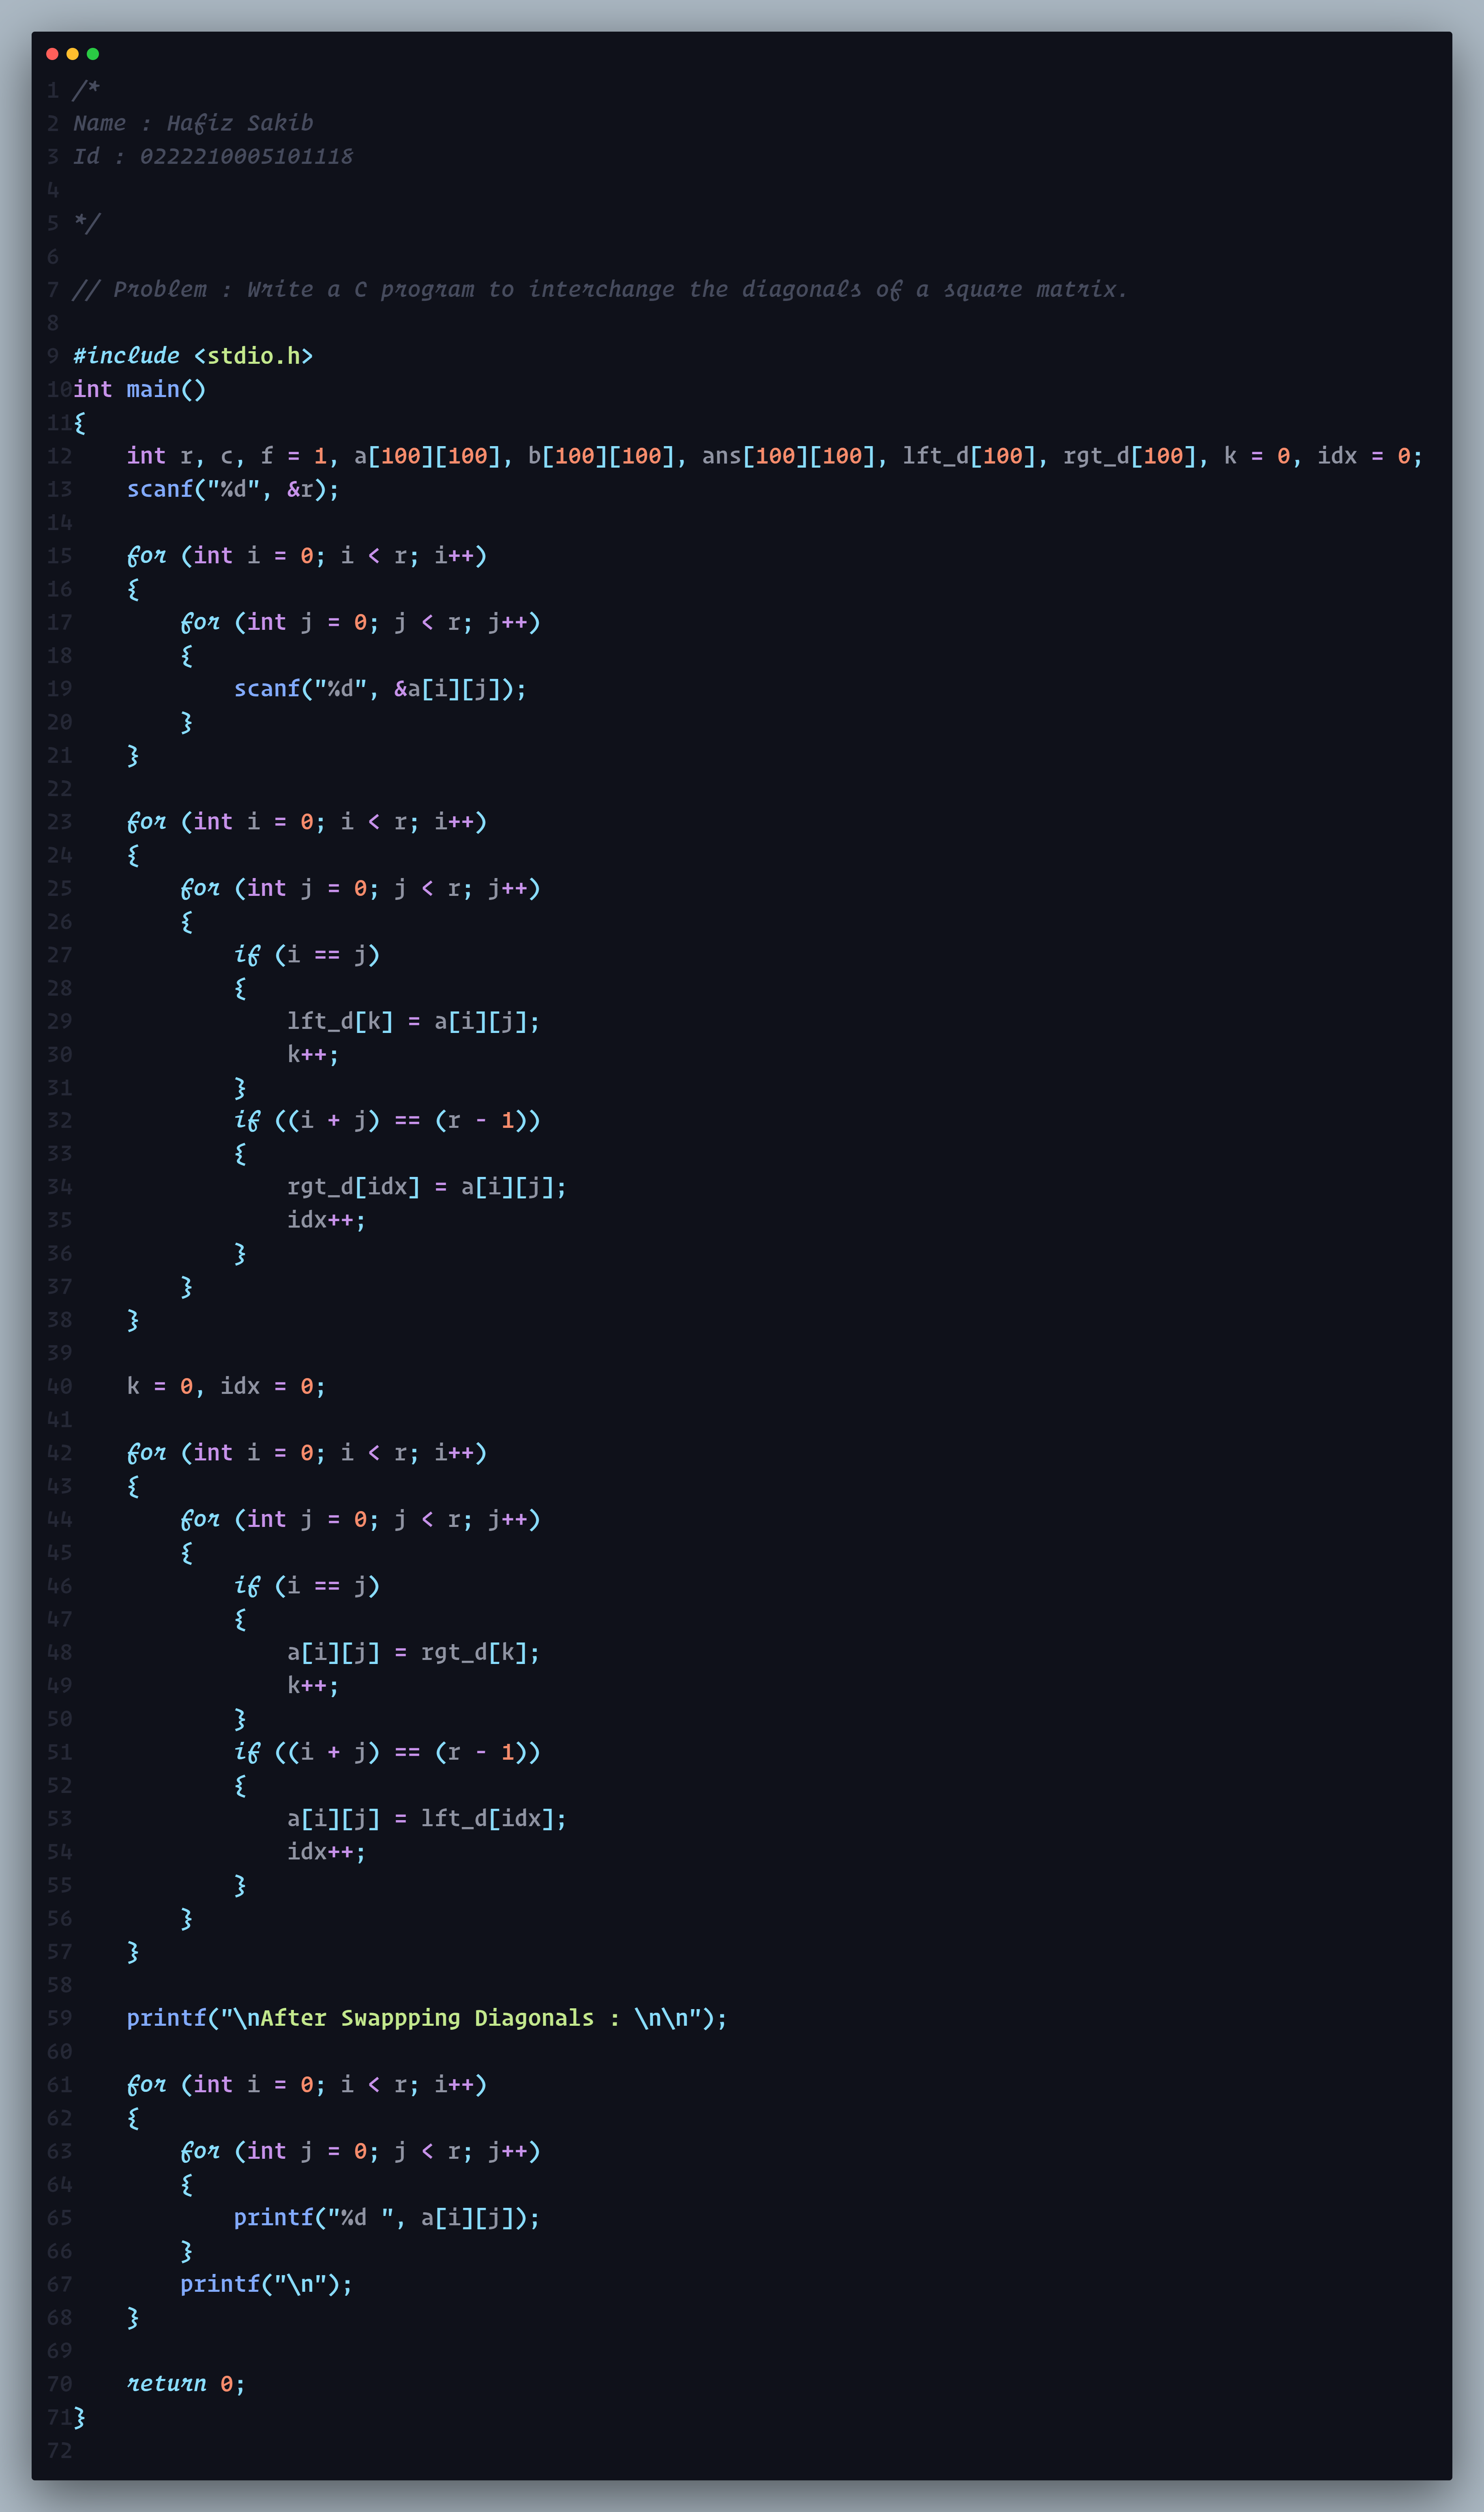 1 /*
2 Name : Hafiz Sakib
3 Id : 0222210005101118
4
5 */
6
7 // Problem : Write a C program to interchange the diagonals of a square matrix.
8
9 #include <stdio.h>
10 int main()
11 {
12     int r, c, f = 1, a[100][100], b[100][100], ans[100][100], lft_d[100], rgt_d[100], k = 0, idx = 0;
13     scanf("%d", &r);
14
15     for (int i = 0; i < r; i++)
16     {
17         for (int j = 0; j < r; j++)
18         {
19             scanf("%d", &a[i][j]);
20         }
21     }
22
23     for (int i = 0; i < r; i++)
24     {
25         for (int j = 0; j < r; j++)
26         {
27             if (i == j)
28             {
29                 lft_d[k] = a[i][j];
30                 k++;
31             }
32             if ((i + j) == (r - 1))
33             {
34                 rgt_d[idx] = a[i][j];
35                 idx++;
36             }
37         }
38     }
39
40     k = 0, idx = 0;
41
42     for (int i = 0; i < r; i++)
43     {
44         for (int j = 0; j < r; j++)
45         {
46             if (i == j)
47             {
48                 a[i][j] = rgt_d[k];
49                 k++;
50             }
51             if ((i + j) == (r - 1))
52             {
53                 a[i][j] = lft_d[idx];
54                 idx++;
55             }
56         }
57     }
58
59     printf("\nAfter Swappping Diagonals : \n\n");
60
61     for (int i = 0; i < r; i++)
62     {
63         for (int j = 0; j < r; j++)
64         {
65             printf("%d ", a[i][j]);
66         }
67         printf("\n");
68     }
69
70     return 0;
71 }
72